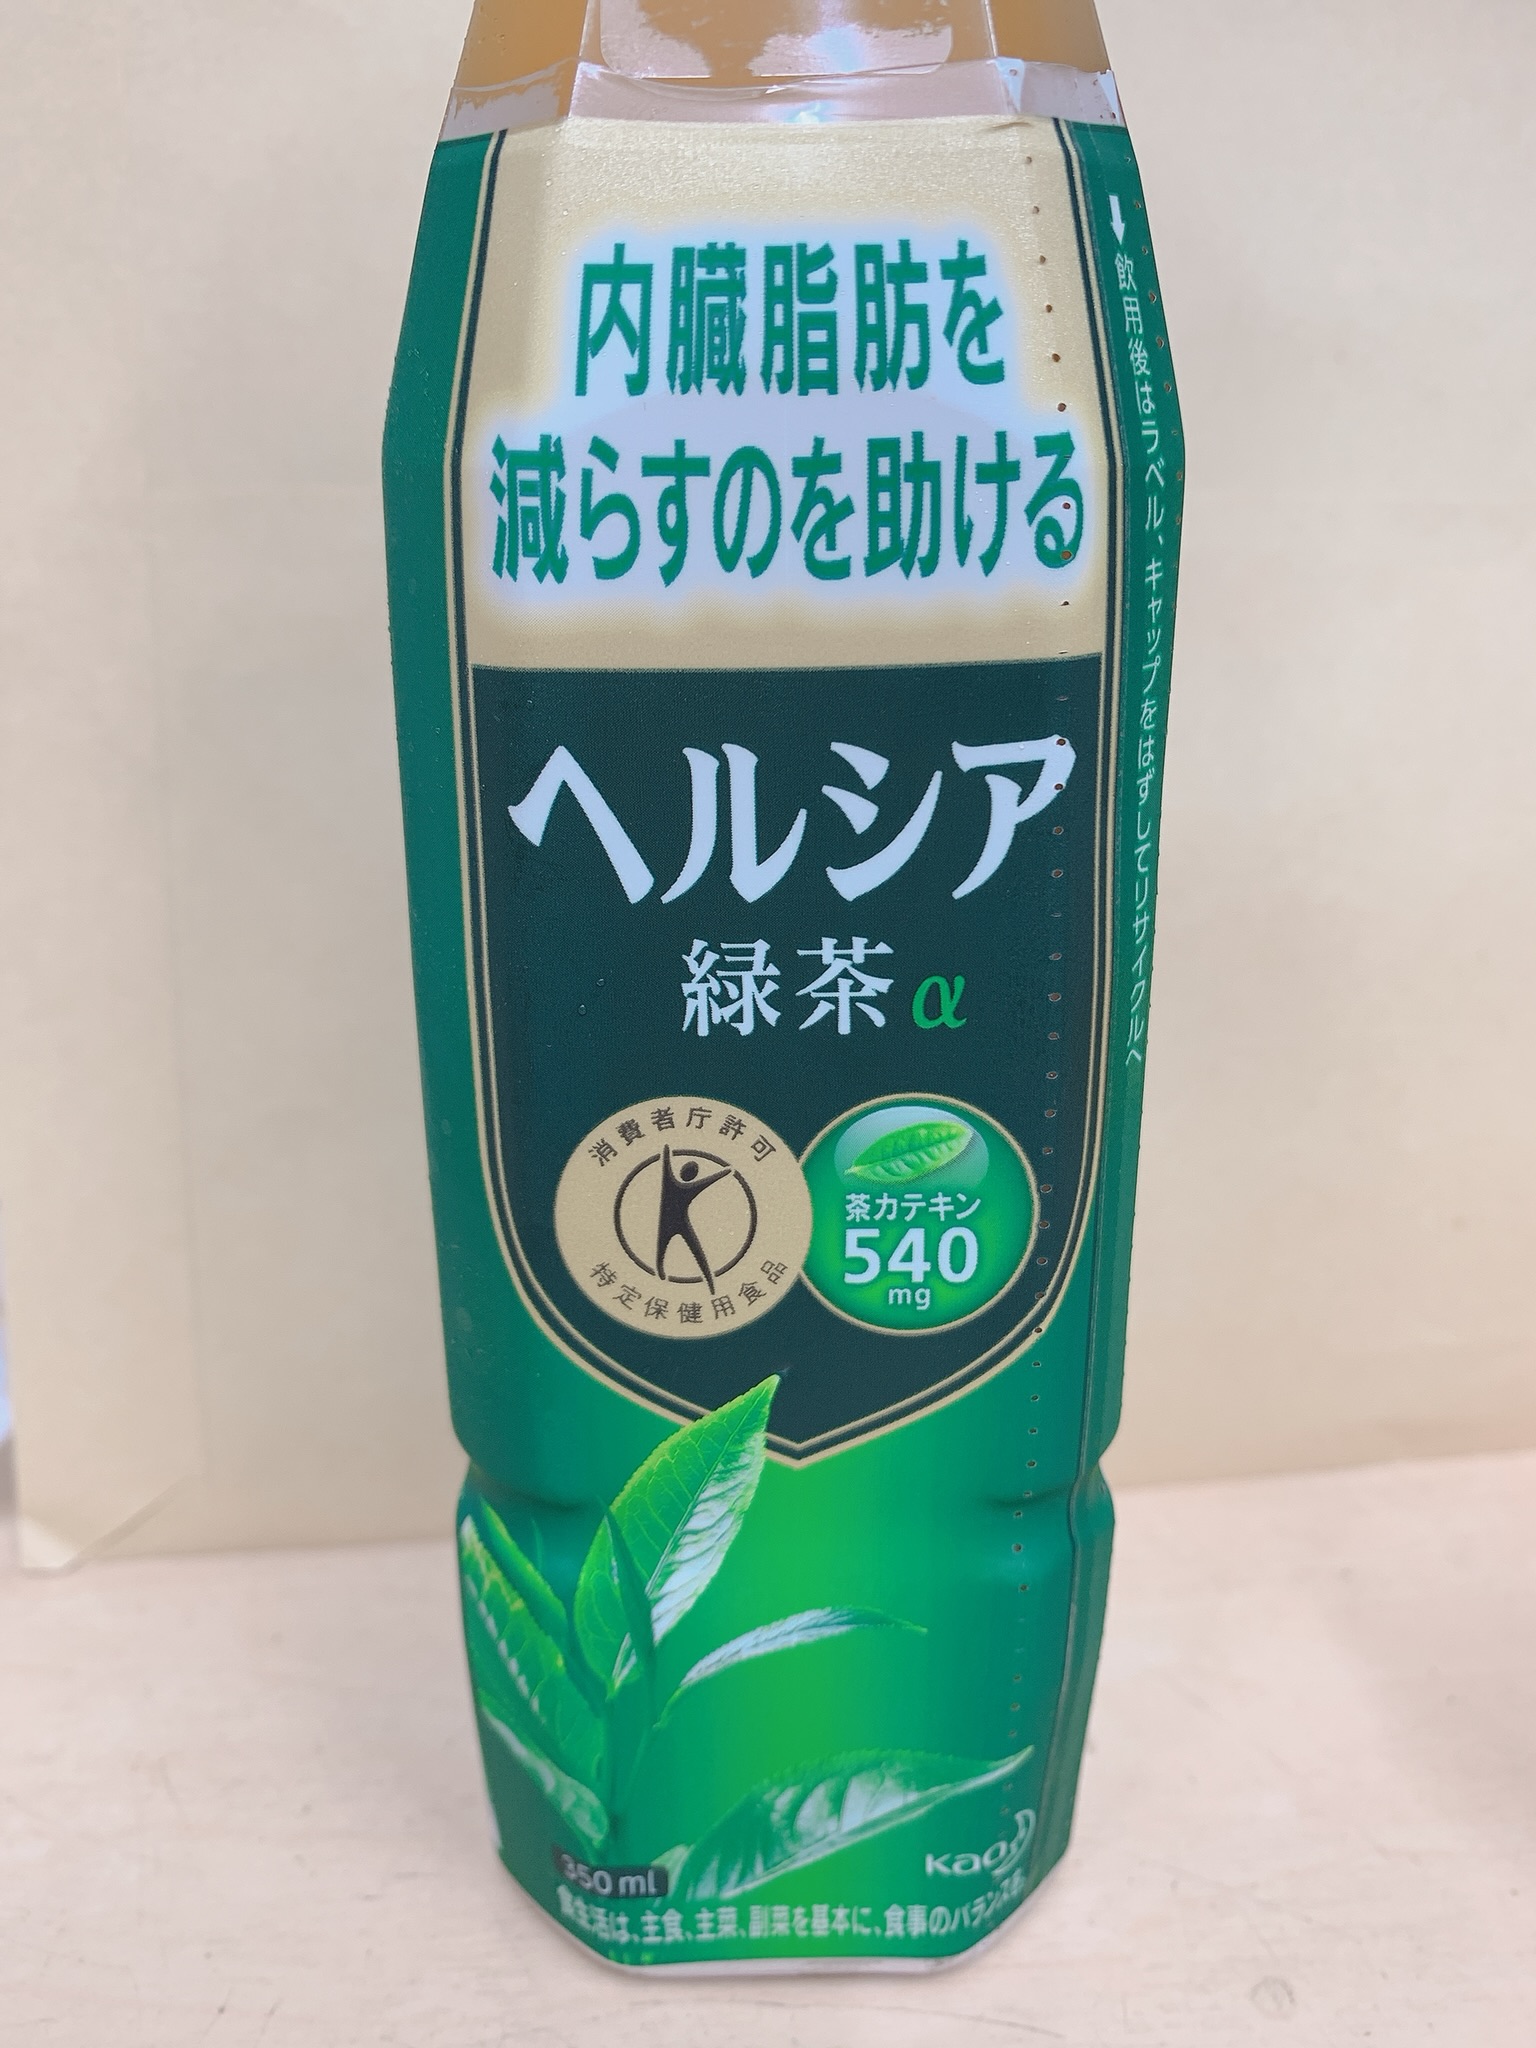 内臓脂肪を
減らすのを助ける
ヘルシア
緑茶α
消費者庁許可
特定保健用食品
茶カテキン
540
mg
↓飲用後はラベル、キャップをはずしてリサイクルへ
350ml
Kao
食生活は、主食、主菜、副菜を基本に、食事のバランスを。